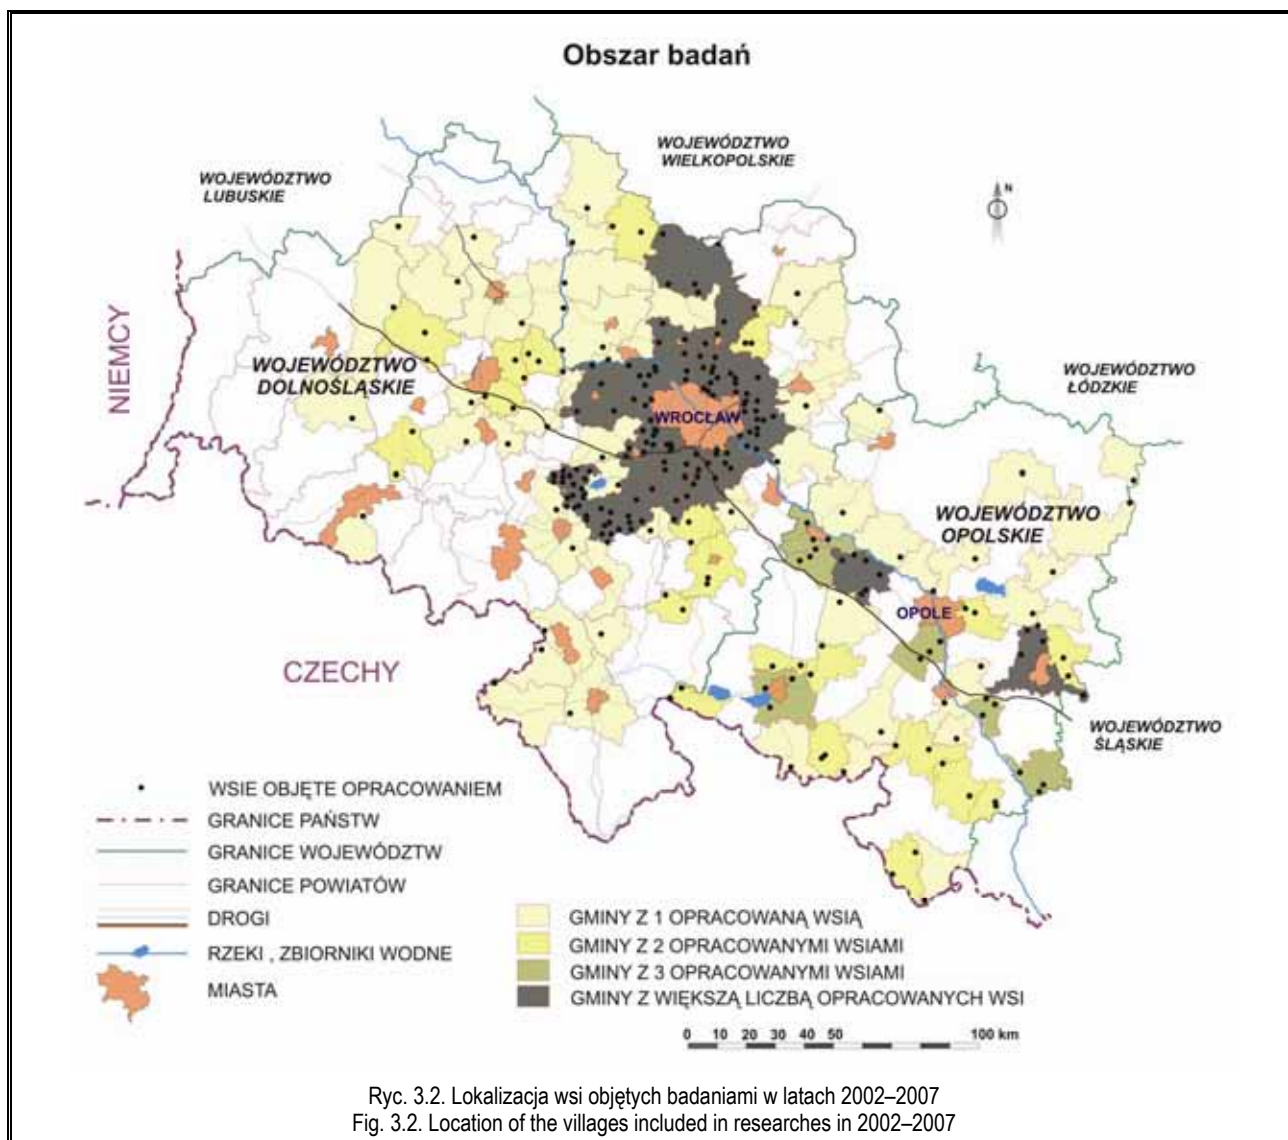 Obszar badań
WOJEWÓDZTWO
WIELKOPOLSKIE
WOJEWÓDZTWO
LUBUSKIE
N
NIEMCY
WOJEWÓDZTWO
DOLNOŚLĄSKIE
WOJEWÓDZTWO
ŁÓDZKIE
WROCŁAW
WOJEWÓDZTWO
OPOLSKIE
OPOLE
CZECHY
WOJEWÓDZTWO
ŚLĄSKIE
WSIE OBJĘTE OPRACOWANIEM
GRANICE PAŃSTW
GRANICE WOJEWÓDZTW
GRANICE POWIATÓW
DROGI
RZEKI , ZBIORNIKI WODNE
MIASTA
GMINY Z 1 OPRACOWANĄ WSIĄ
GMINY Z 2 OPRACOWANYMI WSIAMI
GMINY Z 3 OPRACOWANYMI WSIAMI
GMINY Z WIĘKSZĄ LICZBĄ OPRACOWANYCH WSI
0 10 20 30 40 50 100 km
Ryc. 3.2. Lokalizacja wsi objętych badaniami w latach 2002–2007
Fig. 3.2. Location of the villages included in researches in 2002–2007